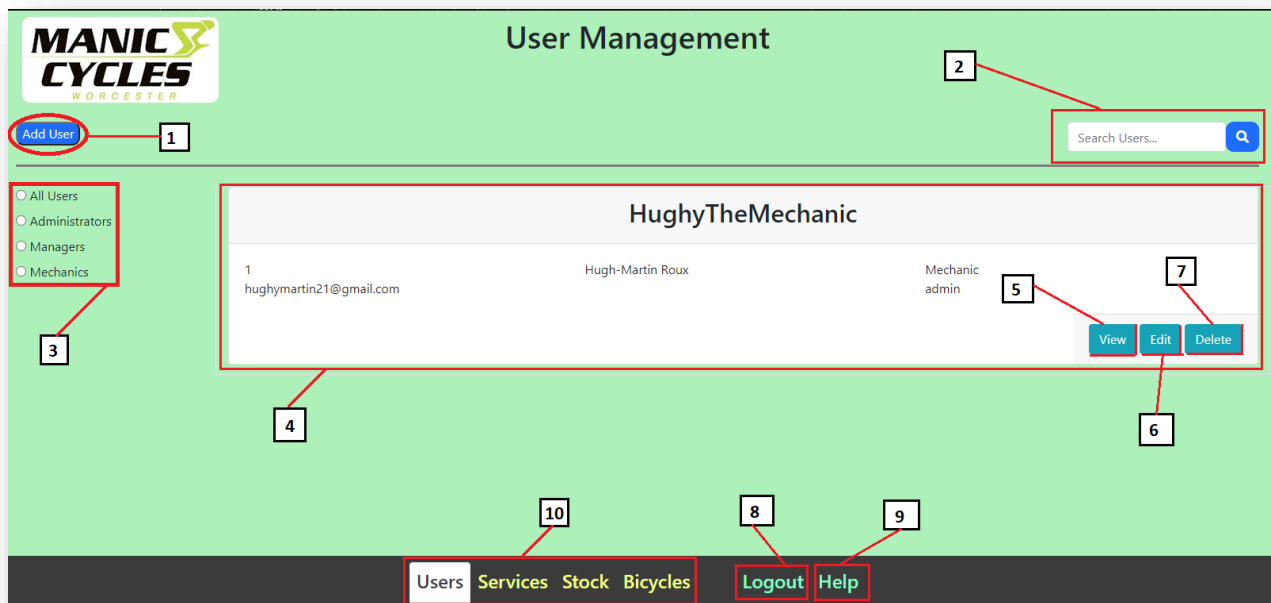 MANIC
CYCLES
WORCESTER
User Management
2
Add User
1
Search Users...
All Users
Administrators
Managers
Mechanics
3
HughyTheMechanic
1
Hugh-Martin Roux
Mechanic
hughymartin21@gmail.com
admin
5
7
View
Edit
Delete
4
6
10
8
9
Users
Services
Stock
Bicycles
Logout
Help